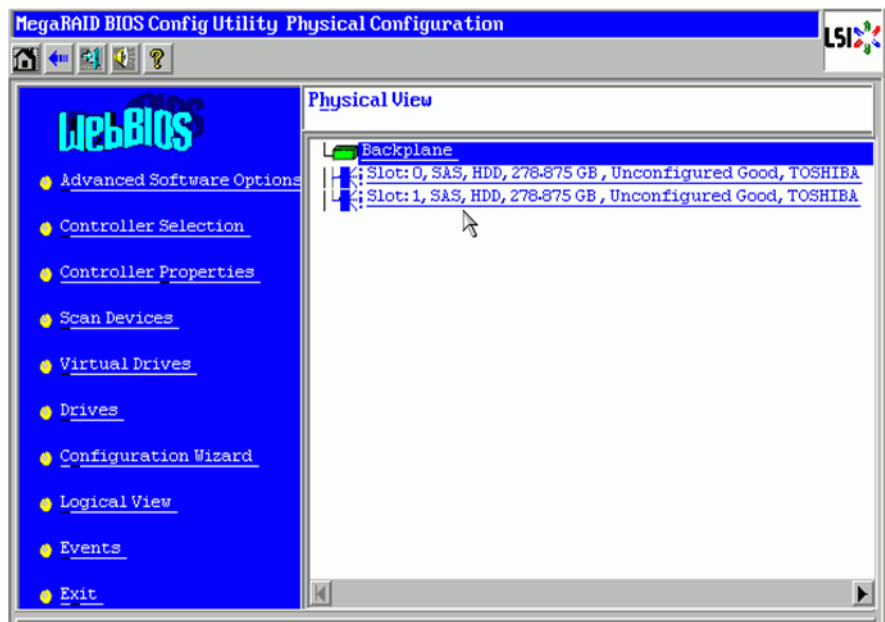 MegaRAID BIOS Config Utility Physical Configuration
LSI
?
Physical View
WebBIOS
Backplane
Slot: 0, SAS, HDD, 278.875 GB , Unconfigured Good, TOSHIBA
Slot: 1, SAS, HDD, 278.875 GB , Unconfigured Good, TOSHIBA
Advanced Software Options
Controller Selection
Controller Properties
Scan Devices
Virtual Drives
Drives
Configuration Wizard
Logical View
Events
Exit